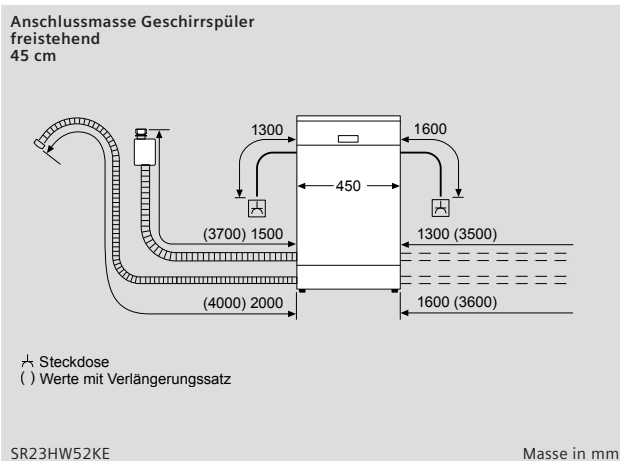 Anschlussmasse Geschirrspüler
freistehend
45 cm
1300
1600
450
(3700) 1500
1300 (3500)
(4000) 2000
1600 (3600)
Steckdose
( ) Werte mit Verlängerungssatz
SR23HW52KE
Masse in mm